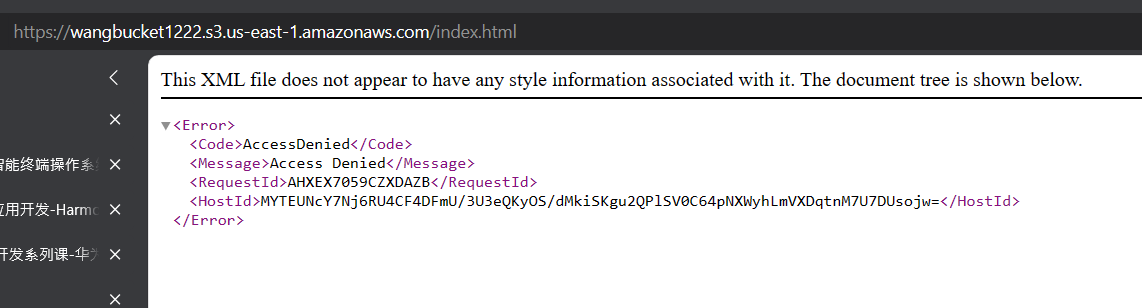 https://wangbucket1222.s3.us-east-1.amazonaws.com/index.html
This XML file does not appear to have any style information associated with it. The document tree is shown below.
<Error>
<Code>AccessDenied</Code>
<Message>Access Denied</Message>
智能终端操作系
<RequestId>AHXEX7059CZXDAZB</RequestId>
<HostId>MYTEUNcY7Nj6RU4CF4DFmU/3U3eQKyOS/dMkiSKgu2QPlSV0C64pNXWyhLmVXDqtnM7U7DUsojw=</HostId>
应用开发-Harmo
</Error>
开发系列课-华为